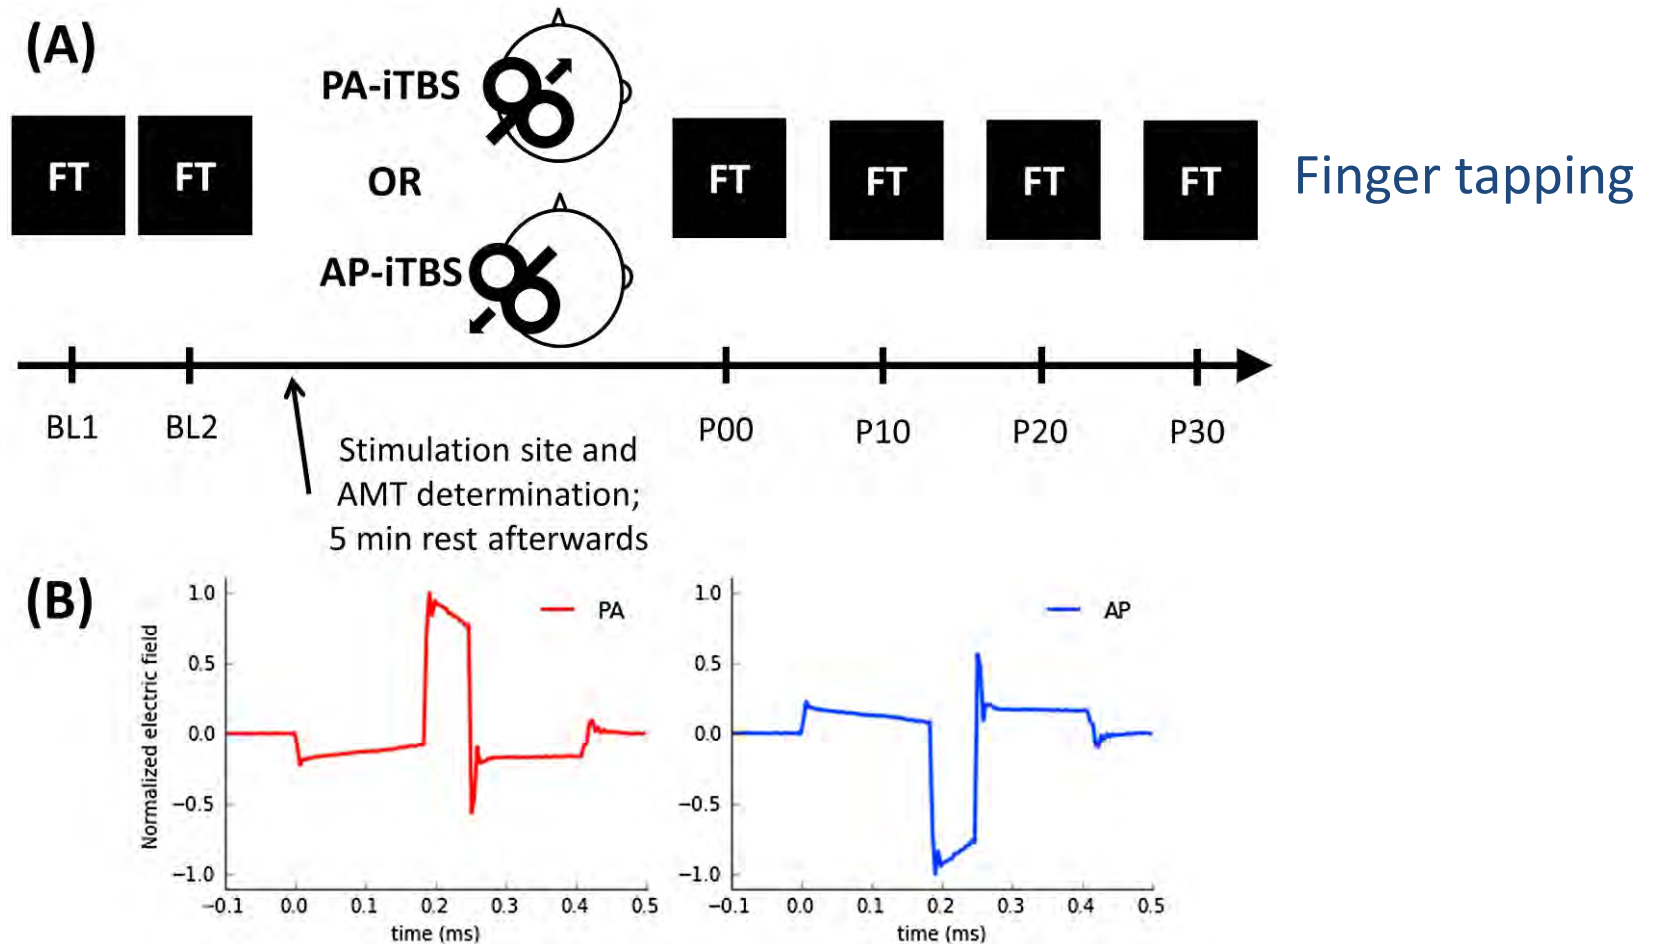 (A)
PA-iTBS
FT FT
OR
FT FT FT FT
Finger tapping
AP-iTBS
BL1 BL2 P00 P10 P20 P30
Stimulation site and
AMT determination;
5 min rest afterwards
(B)
Normalized electric field
1.0
0.5
0.0
−0.5
−1.0
PA
−0.1 0.0 0.1 0.2 0.3 0.4 0.5
time (ms)
1.0
0.5
0.0
−0.5
−1.0
AP
−0.1 0.0 0.1 0.2 0.3 0.4 0.5
time (ms)